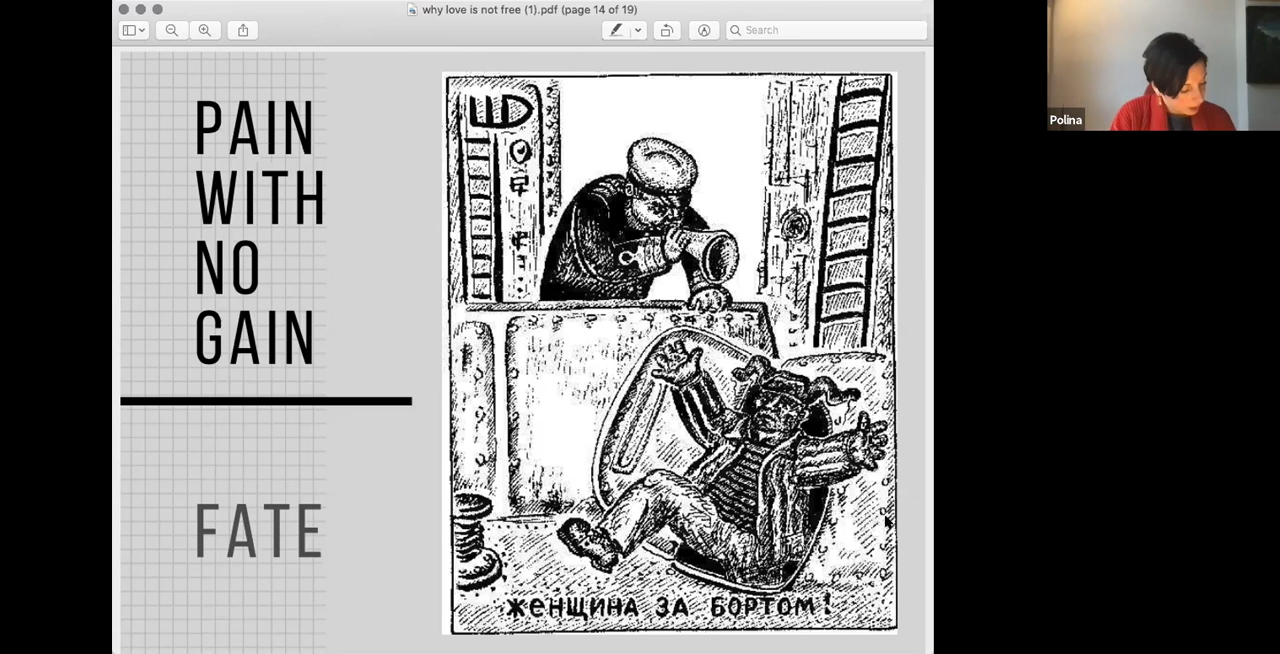 why love is not free (1).pdf (page 14 of 19)
Search
PAIN
WITH
NO
GAIN
FATE
ЖЕНЩИНА ЗА БОРТОМ!
Polina